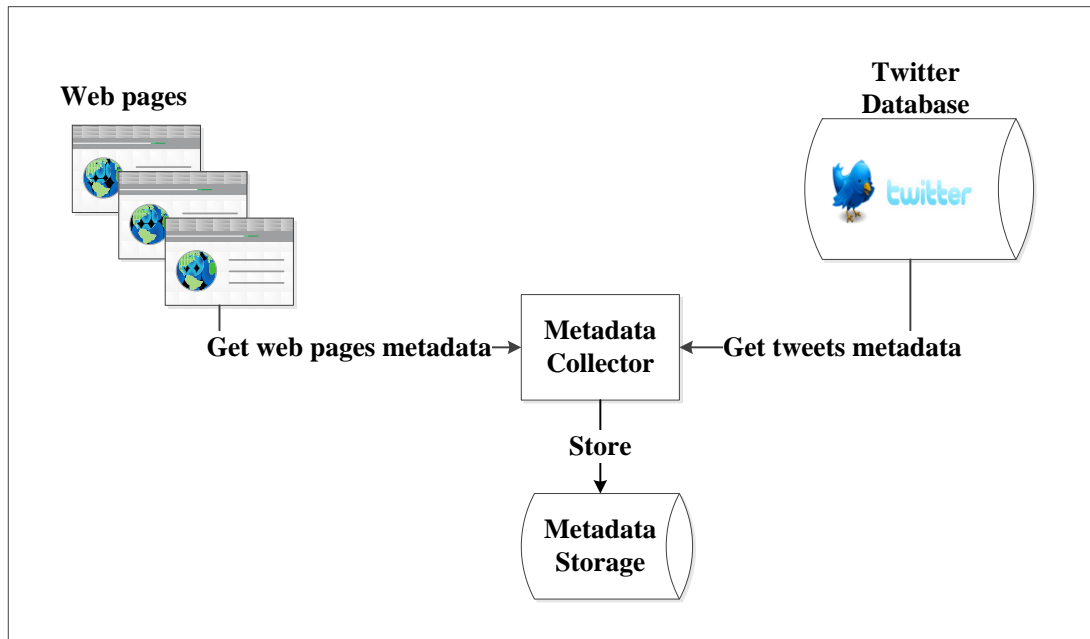 Web pages
Twitter
Database
twitter
Get web pages metadata
Metadata
Collector
Get tweets metadata
Store
Metadata
Storage